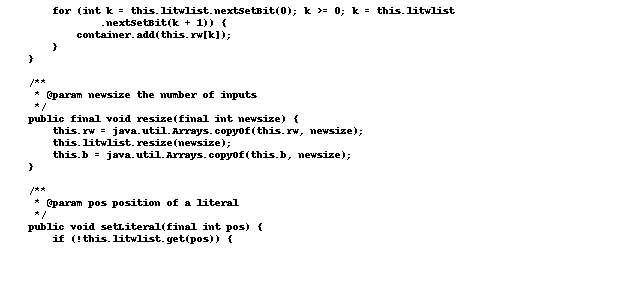 for (int k = this.litwlist.nextSetBit(0); k >= 0; k = this.litwlist
.nextSetBit(k + 1)) {
container.add(this.rw[k]);
}
}
/**
* @param newsize the number of inputs
*/
public final void resize(final int newsize) {
this.rw = java.util.Arrays.copyOf(this.rw, newsize);
this.litwlist.resize(newsize);
this.b = java.util.Arrays.copyOf(this.b, newsize);
}
/**
* @param pos position of a literal
*/
public void setLiteral(final int pos) {
if (!this.litwlist.get(pos)) {